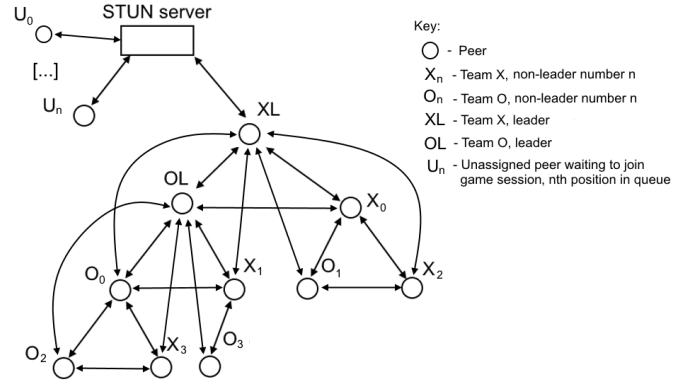 STUN server
U₀
[...]
Uₙ
XL
OL
X₀
O₀
X₁
O₁
X₂
O₂
X₃
O₃
Key:
- Peer
Xₙ - Team X, non-leader number n
Oₙ - Team O, non-leader number n
XL - Team X, leader
OL - Team O, leader
Uₙ - Unassigned peer waiting to join
game session, nth position in queue